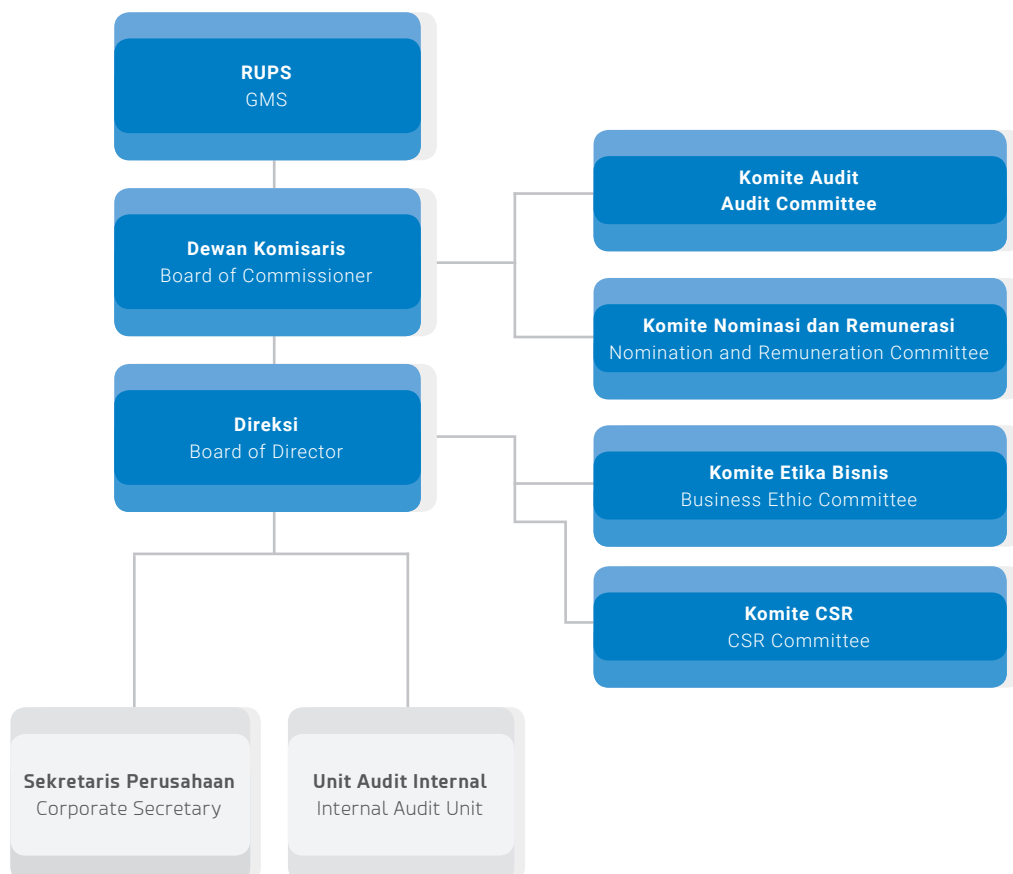 RUPS
GMS
Dewan Komisaris
Board of Commissioner
Direksi
Board of Director
Komite Audit
Audit Committee
Komite Nominasi dan Remunerasi
Nomination and Remuneration Committee
Komite Etika Bisnis
Business Ethic Committee
Komite CSR
CSR Committee
Sekretaris Perusahaan
Corporate Secretary
Unit Audit Internal
Internal Audit Unit